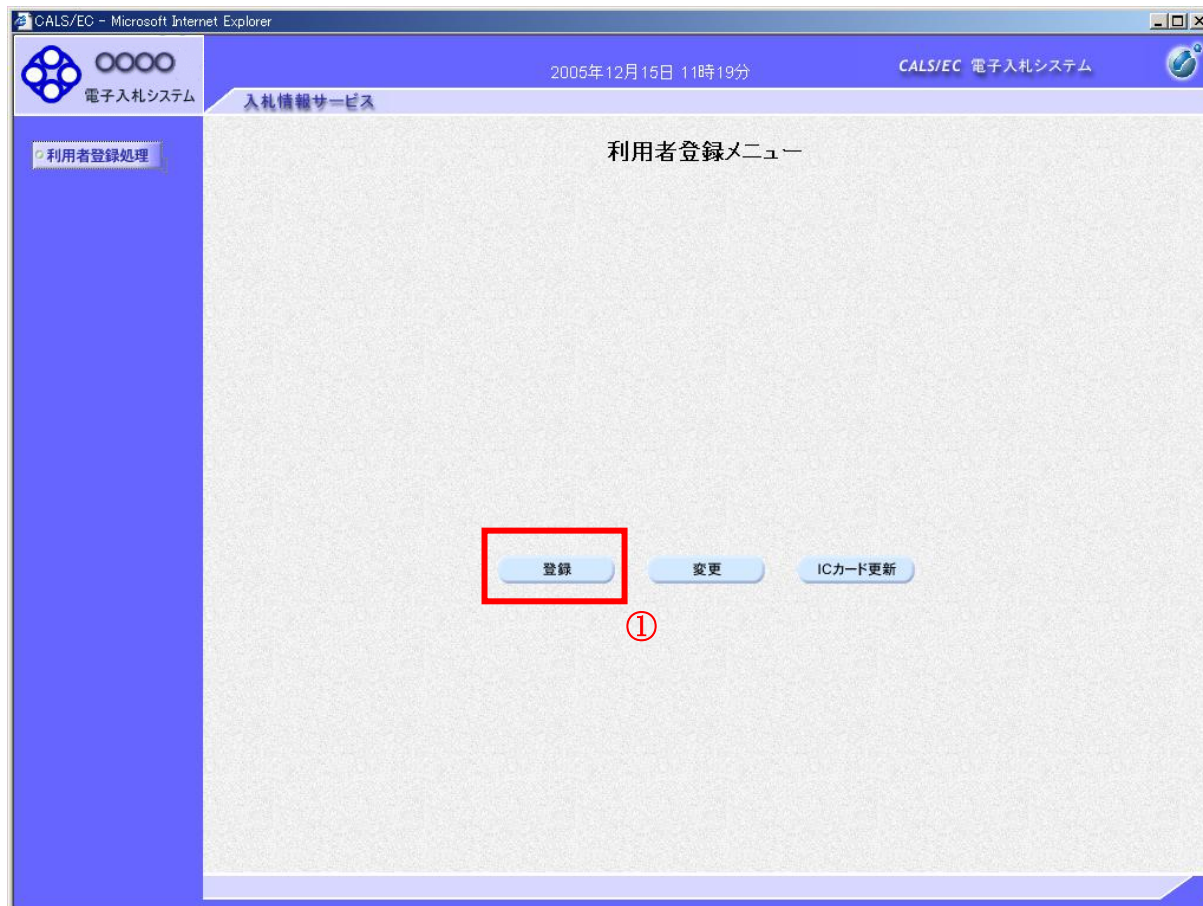 CALS/EC - Microsoft Internet Explorer
○○○○
電子入札システム
2005年12月15日 11時19分
CALS/EC 電子入札システム
入札情報サービス
利用者登録処理
利用者登録メニュー
登録
変更
ICカード更新
①